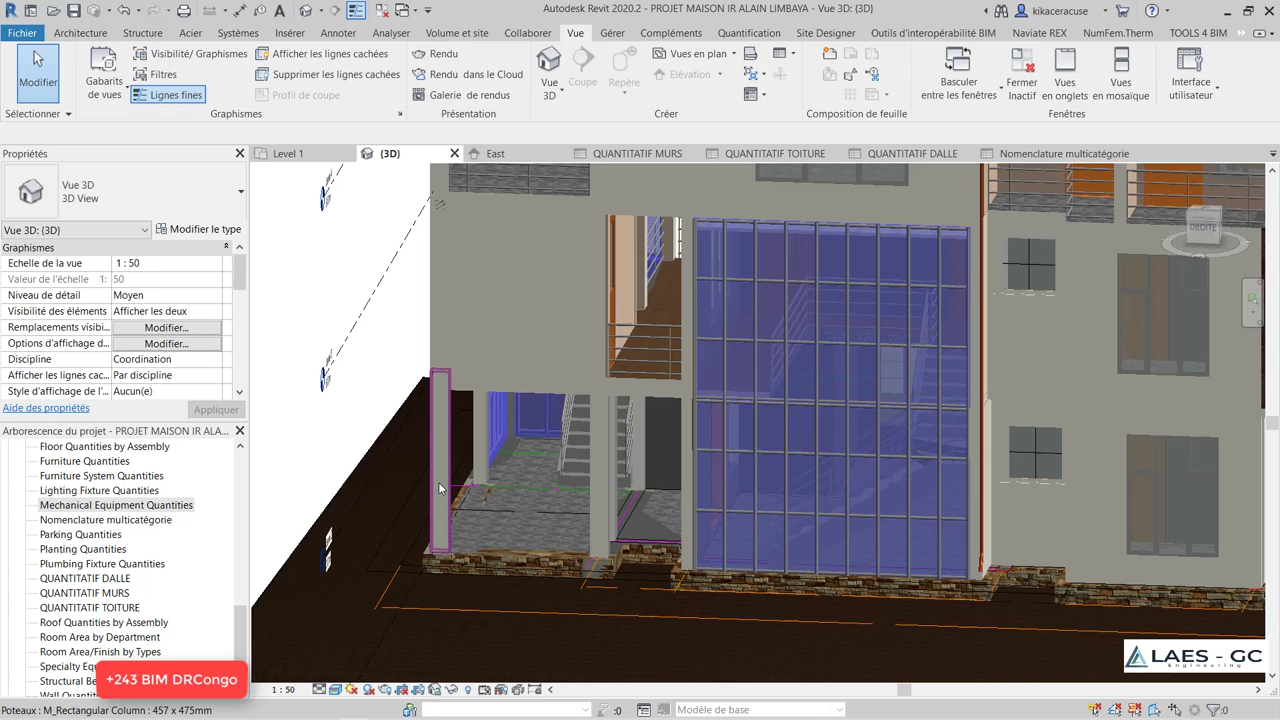 Autodesk Revit 2020.2 - PROJET MAISON IR ALAIN LIMBAYA - Vue 3D: {3D}
kikaceracuse
Fichier Architecture Structure Acier Systèmes Insérer Annoter Analyser Volume et site Collaborer Vue Gérer Compléments Quantification Site Designer Outils d'interopérabilité BIM Naviate REX NumFem.Therm TOOLS 4 BIM
Modifier
Sélectionner
Gabarits
de vues
Visibilité/ Graphismes
Filtres
Lignes fines
Afficher les lignes cachées
Supprimer les lignes cachées
Profil de coupe
Graphismes
Rendu
Rendu dans le Cloud
Galerie de rendus
Présentation
Vue
3D
Coupe
Repère
Vues en plan
Élévation
Créer
Composition de feuille
Basculer
entre les fenêtres
Fermer
Inactif
Vues
en onglets
Vues
en mosaïque
Fenêtres
Interface
utilisateur
Propriétés
Level 1
{3D}
East
QUANTITATIF MURS
QUANTITATIF TOITURE
QUANTITATIF DALLE
Nomenclature multicatégorie
Vue 3D
3D View
Vue 3D: {3D}
Modifier le type
Graphismes
Echelle de la vue 1 : 50
Valeur de l'échelle 1: 50
Niveau de détail Moyen
Visibilité des éléments Afficher les deux
Remplacements visibi... Modifier...
Options d'affichage d... Modifier...
Discipline Coordination
Afficher les lignes cac... Par discipline
Style d'affichage de l'... Aucun(e)
Aide des propriétés
Appliquer
Arborescence du projet - PROJET MAISON IR ALA...
Floor Quantities by Assembly
Furniture Quantities
Furniture System Quantities
Lighting Fixture Quantities
Mechanical Equipment Quantities
Nomenclature multicatégorie
Parking Quantities
Planting Quantities
Plumbing Fixture Quantities
QUANTITATIF DALLE
QUANTITATIF MURS
QUANTITATIF TOITURE
Roof Quantities by Assembly
Room Area by Department
Room Area/Finish by Types
Specialty Eq
Structural Be
Wall Quantit
+243 BIM DRCongo
DROITE
LAES - GC
Engineering
1 : 50
Poteaux : M_Rectangular Column : 457 x 475mm
:0
Modèle de base
:0